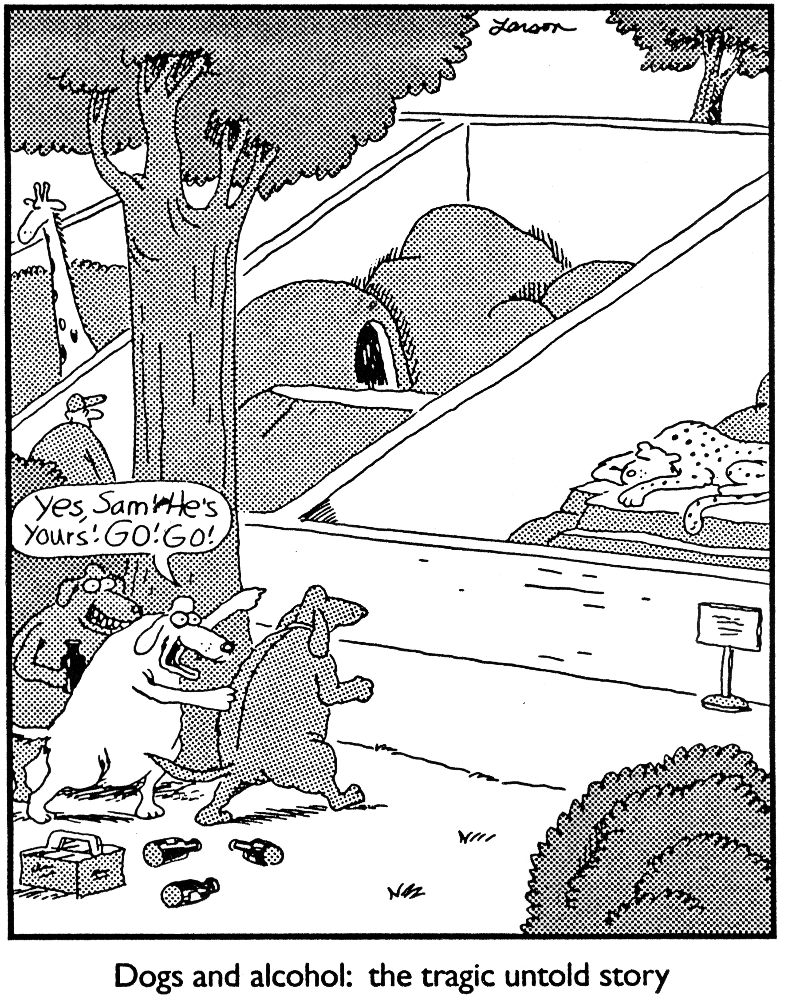 Larson
Yes, Sam! He's
yours! GO! GO!
Dogs and alcohol: the tragic untold story